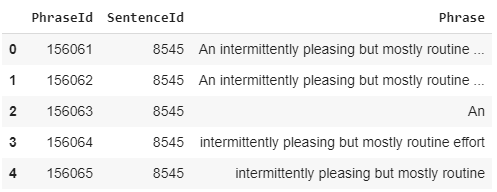 PhraseId SentenceId Phrase
0 156061 8545 An intermittently pleasing but mostly routine ...
1 156062 8545 An intermittently pleasing but mostly routine ...
2 156063 8545 An
3 156064 8545 intermittently pleasing but mostly routine effort
4 156065 8545 intermittently pleasing but mostly routine